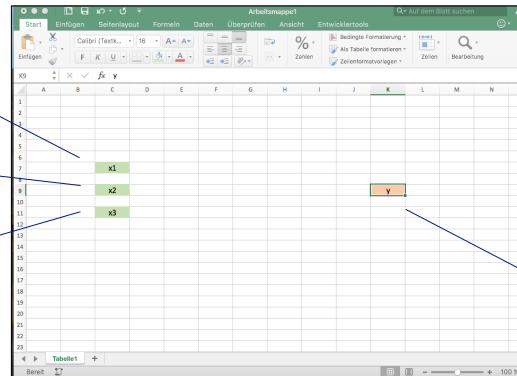 Arbeitsmappe1
Auf dem Blatt suchen
Start Einfügen Seitenlayout Formeln Daten Überprüfen Ansicht Entwicklertools
Einfügen
Calibri (Textk... 16 A A
F K U A
Zahlen
%
Bedingte Formatierung
Als Tabelle formatieren
Zellenformatvorlagen
Zellen
Bearbeitung
K9 fx y
A B C D E F G H I J K L M N
1
2
3
4
5
6
7 x1
8
9 x2 y
10
11 x3
12
13
14
15
16
17
18
19
20
21
22
23
Tabelle1 +
Bereit 100 %